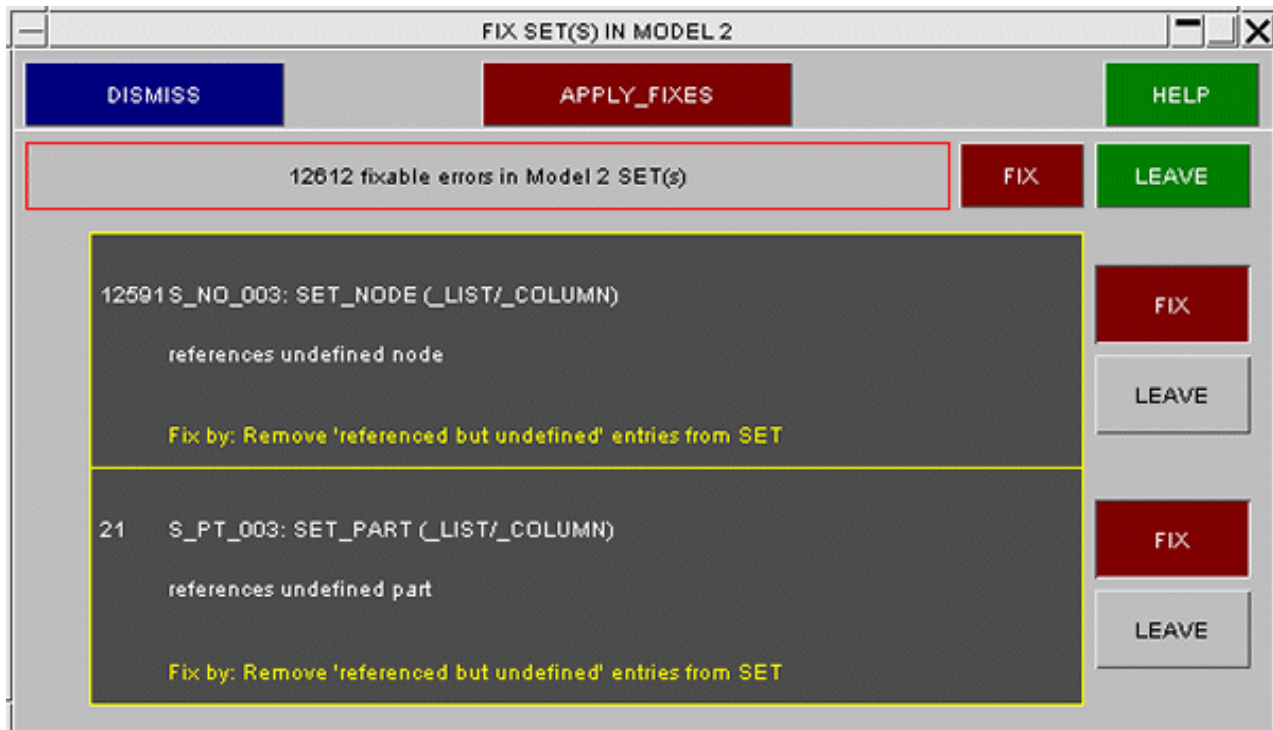 FIX SET(S) IN MODEL 2
DISMISS APPLY_FIXES HELP
12612 fixable errors in Model 2 SET(s) FIX LEAVE
12591 S_NO_003: SET_NODE (_LIST/_COLUMN)
FIX
references undefined node
LEAVE
Fix by: Remove 'referenced but undefined' entries from SET
21 S_PT_003: SET_PART (_LIST/_COLUMN)
FIX
references undefined part
LEAVE
Fix by: Remove 'referenced but undefined' entries from SET